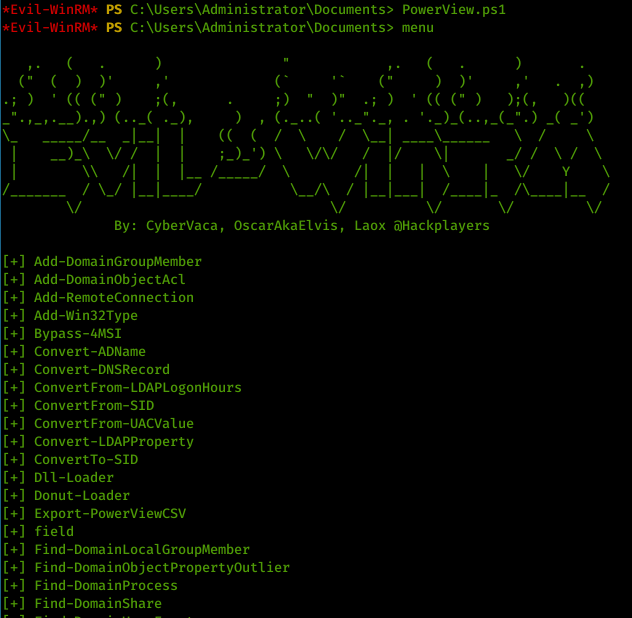 *Evil-WinRM* PS C:\Users\Administrator\Documents> PowerView.ps1
*Evil-WinRM* PS C:\Users\Administrator\Documents> menu
By: CyberVaca, OscarAkaElvis, Laox @Hackplayers
[+] Add-DomainGroupMember
[+] Add-DomainObjectAcl
[+] Add-RemoteConnection
[+] Add-Win32Type
[+] Bypass-4MSI
[+] Convert-ADName
[+] Convert-DNSRecord
[+] ConvertFrom-LDAPLogonHours
[+] ConvertFrom-SID
[+] ConvertFrom-UACValue
[+] Convert-LDAPProperty
[+] ConvertTo-SID
[+] Dll-Loader
[+] Donut-Loader
[+] Export-PowerViewCSV
[+] field
[+] Find-DomainLocalGroupMember
[+] Find-DomainObjectPropertyOutlier
[+] Find-DomainProcess
[+] Find-DomainShare